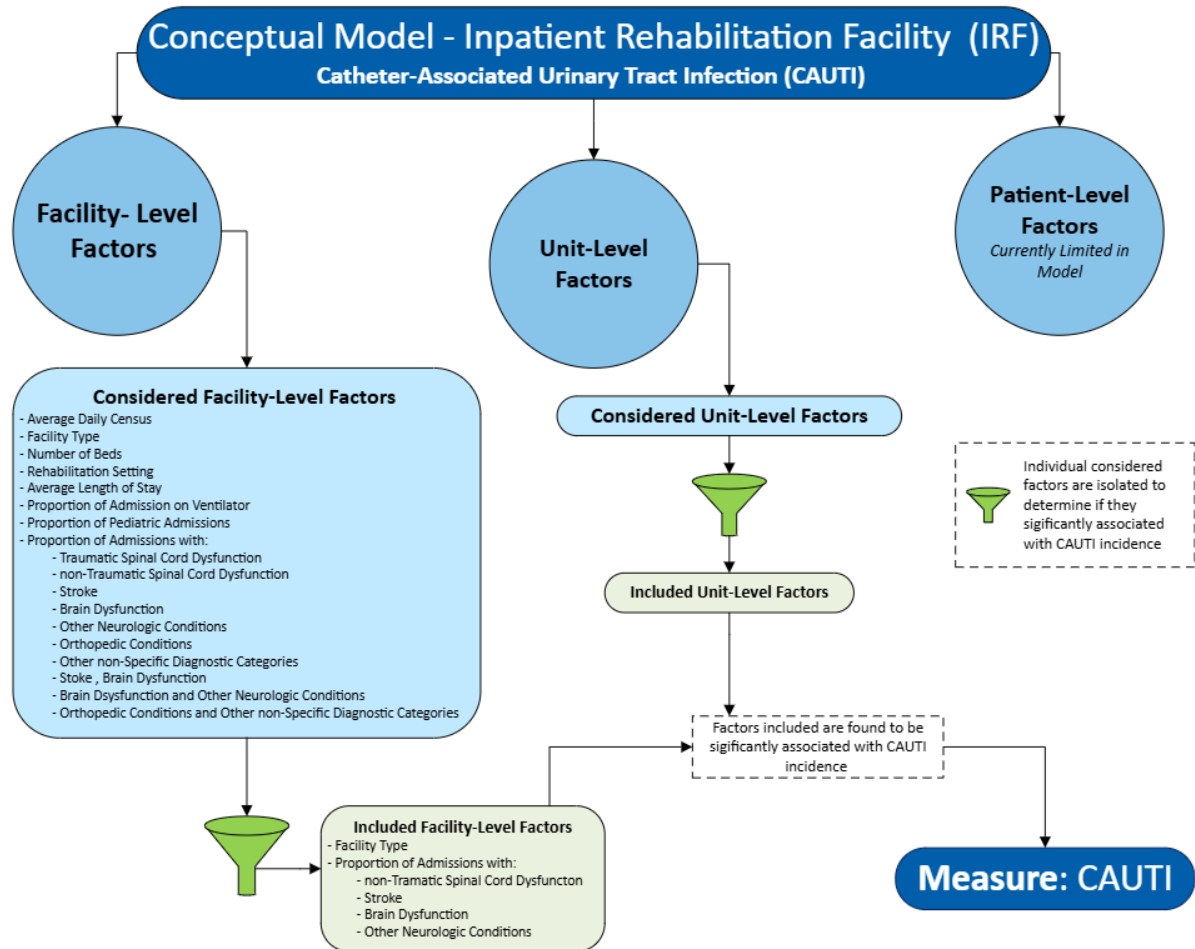 Conceptual Model - Inpatient Rehabilitation Facility (IRF)
Catheter-Associated Urinary Tract Infection (CAUTI)
Facility- Level
Factors
Unit-Level
Factors
Patient-Level
Factors
Currently Limited in
Model
Considered Facility-Level Factors
- Average Daily Census
- Facility Type
- Number of Beds
- Rehabilitation Setting
- Average Length of Stay
- Proportion of Admission on Ventilator
- Proportion of Pediatric Admissions
- Proportion of Admissions with:
- Traumatic Spinal Cord Dysfunction
- non-Traumatic Spinal Cord Dysfunction
- Stroke
- Brain Dysfunction
- Other Neurologic Conditions
- Orthopedic Conditions
- Other non-Specific Diagnostic Categories
- Stoke , Brain Dysfunction
- Brain Dsysfunction and Other Neurologic Conditions
- Orthopedic Conditions and Other non-Specific Diagnostic Categories
Considered Unit-Level Factors
Included Unit-Level Factors
Individual considered
factors are isolated to
determine if they
sigificantly associated
with CAUTI incidence
Factors included are found to be
sigificantly associated with CAUTI
incidence
Included Facility-Level Factors
- Facility Type
- Proportion of Admissions with:
- non-Tramatic Spinal Cord Dysfuncton
- Stroke
- Brain Dysfunction
- Other Neurologic Conditions
Measure: CAUTI